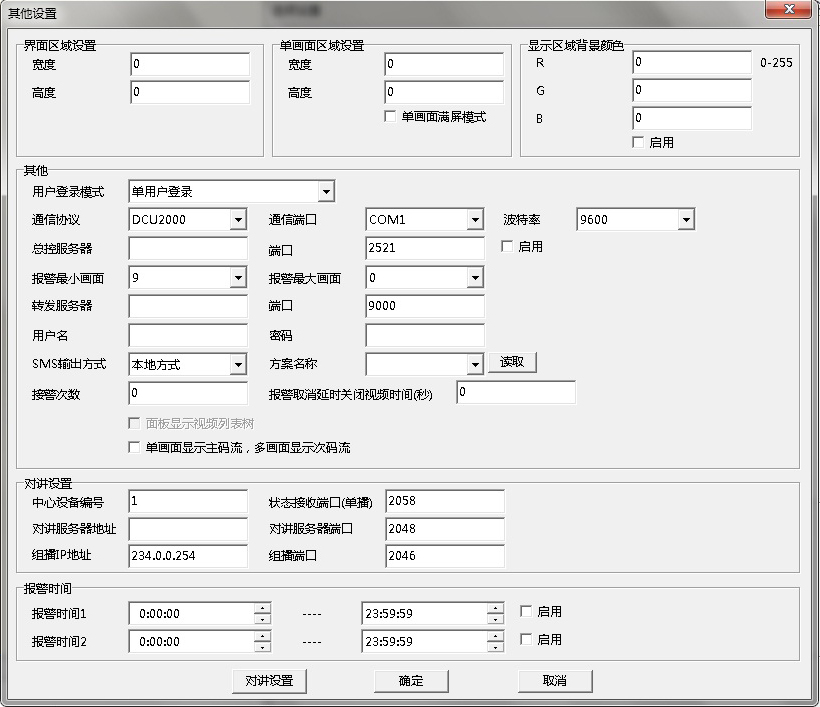 其他设置
界面区域设置 单画面区域设置 显示区域背景颜色
宽度 0 宽度 0 R 0 0-255
高度 0 高度 0 G 0
单画面满屏模式 B 0
启用
其他
用户登录模式 单用户登录
通信协议 DCU2000 通信端口 COM1 波特率 9600
总控服务器 端口 2521 启用
报警最小画面 9 报警最大画面 0
转发服务器 端口 9000
用户名 密码
SMS输出方式 本地方式 方案名称 读取
接警次数 0 报警取消延时关闭视频时间(秒) 0
面板显示视频列表树
单画面显示主码流，多画面显示次码流
对讲设置
中心设备编号 1 状态接收端口(单播) 2058
对讲服务器地址 对讲服务器端口 2048
组播IP地址 234.0.0.254 组播端口 2046
报警时间
报警时间1 0:00:00 ---- 23:59:59 启用
报警时间2 0:00:00 ---- 23:59:59 启用
对讲设置 确定 取消